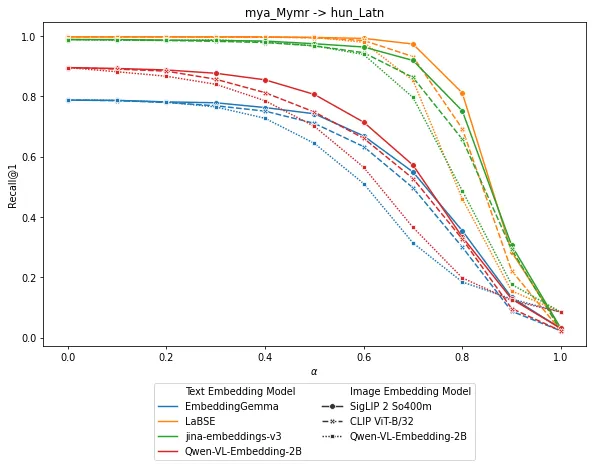 mya_Mymr -> hun_Latn
Recall@1
1.0
0.8
0.6
0.4
0.2
0.0
0.0 0.2 0.4 0.6 0.8 1.0
α
Text Embedding Model
EmbeddingGemma
LaBSE
jina-embeddings-v3
Qwen-VL-Embedding-2B
Image Embedding Model
SigLIP 2 So400m
CLIP ViT-B/32
Qwen-VL-Embedding-2B